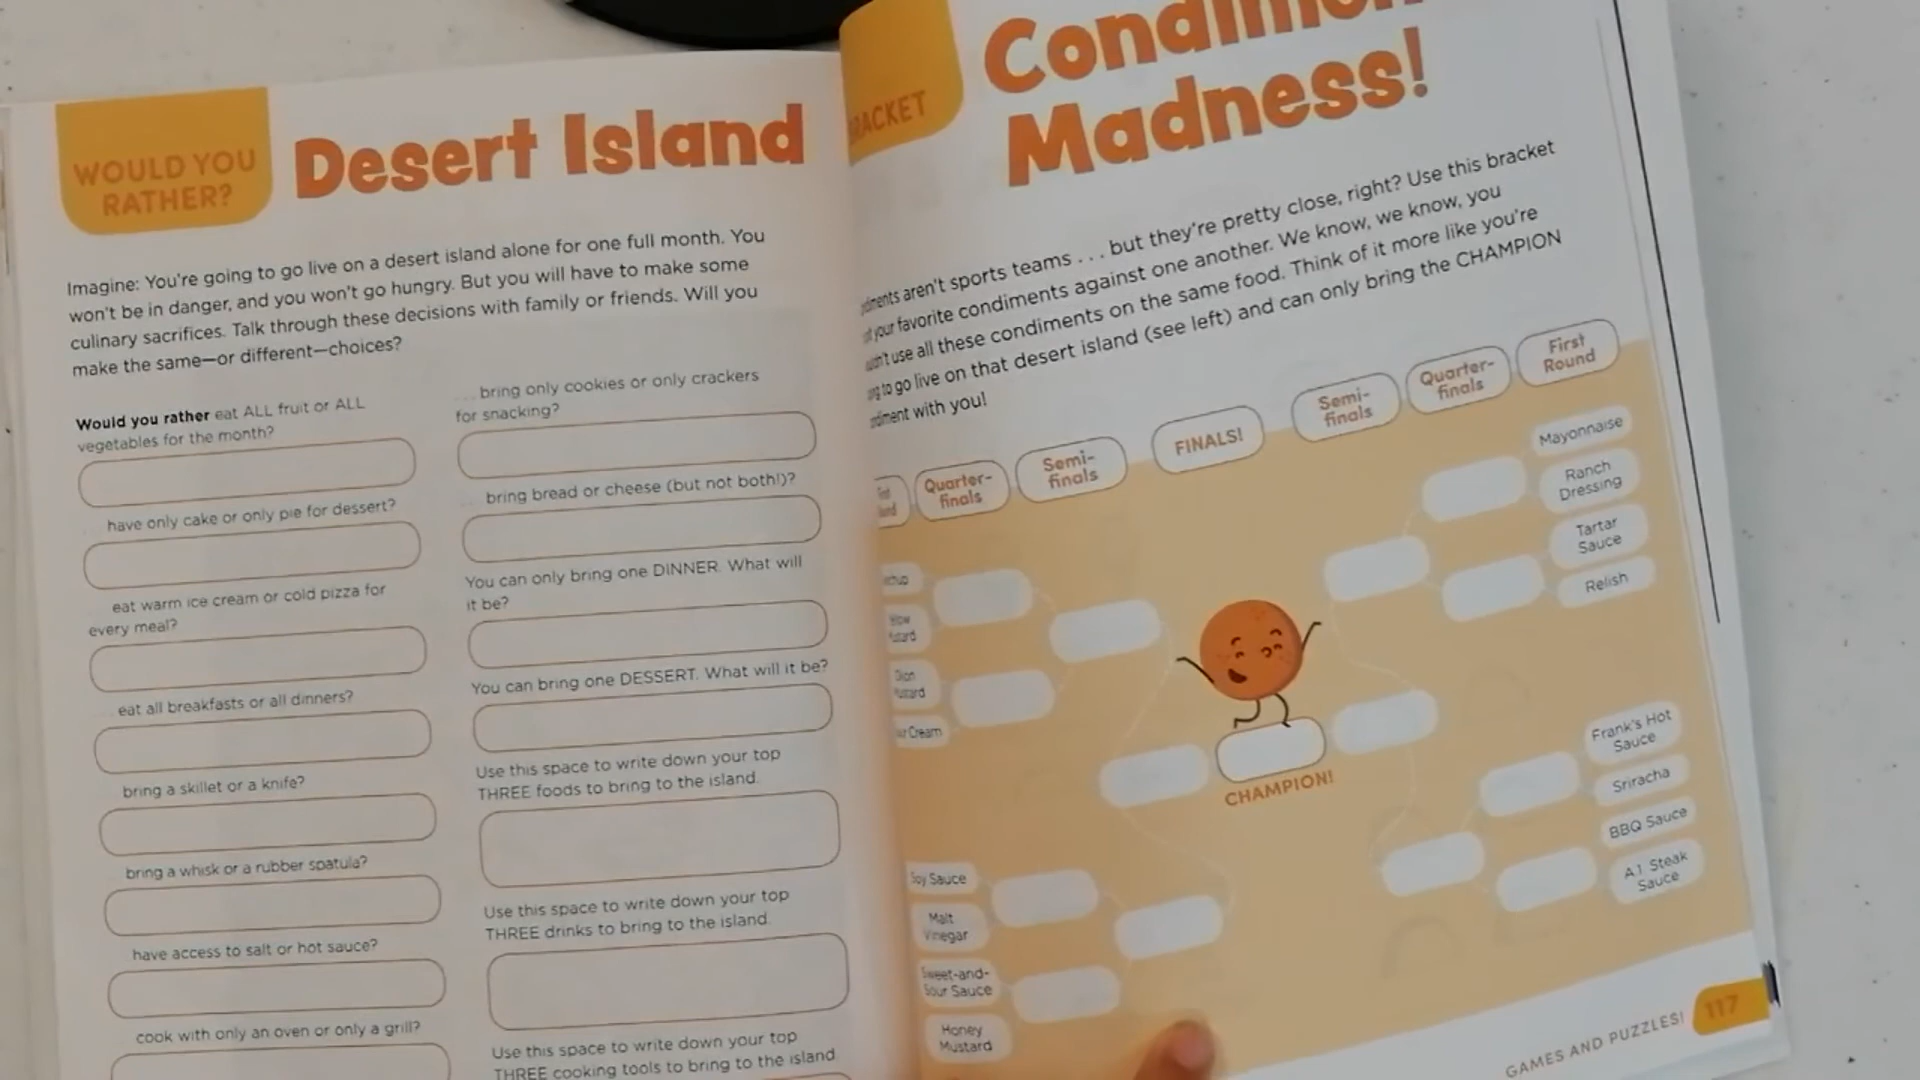 WOULD YOU
RATHER?
Desert Island
Imagine: You're going to go live on a desert island alone for one full month. You
won't be in danger, and you won't go hungry. But you will have to make some
culinary sacrifices. Talk through these decisions with family or friends. Will you
make the same—or different—choices?
Would you rather eat ALL fruit or ALL
vegetables for the month?
have only cake or only pie for dessert?
eat warm ice cream or cold pizza for
every meal?
eat all breakfasts or all dinners?
bring a skillet or a knife?
bring a whisk or a rubber spatula?
have access to salt or hot sauce?
cook with only an oven or only a grill?
... bring only cookies or only crackers
for snacking?
bring bread or cheese (but not both!)?
You can only bring one DINNER. What will
it be?
You can bring one DESSERT. What will it be?
Use this space to write down your top
THREE foods to bring to the island.
Use this space to write down your top
THREE drinks to bring to the island.
Use this space to write down your top
THREE cooking tools to bring to the island
Madness!
aren't sports teams . . . but they're pretty close, right? Use this bracket
your favorite condiments against one another. We know, we know, you
use all these condiments on the same food. Think of it more like you're
to go live on that desert island (see left) and can only bring the CHAMPION
with you!
Quarter-
finals
Semi-
finals
FINALS!
Semi-
finals
Quarter-
finals
First
Round
Cream
Soy Sauce
Malt
Vinegar
Sweet-and-
Sour Sauce
Honey
Mustard
CHAMPION!
Mayonnaise
Ranch
Dressing
Tartar
Sauce
Relish
Frank's Hot
Sauce
Sriracha
BBQ Sauce
A.1. Steak
Sauce
GAMES AND PUZZLES! 117